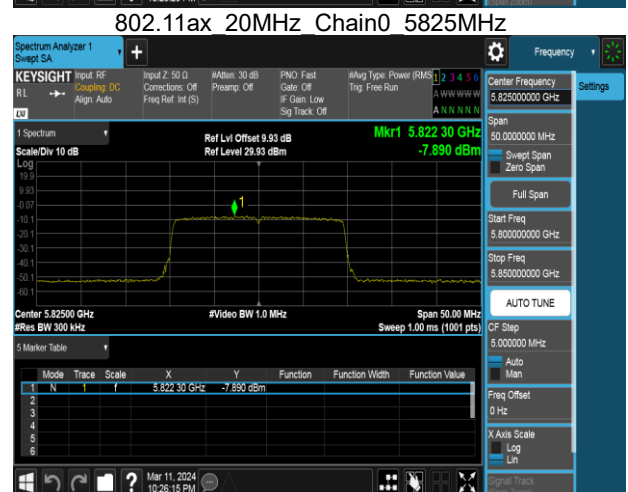 802.11ax_20MHz_Chain0_5825MHz
Spectrum Analyzer 1
Swept SA
Frequency
KEYSIGHT
RL
Input: RF
Coupling: DC
Align: Auto
Input Z: 50 Ω
Corrections: Off
Freq Ref: Int (S)
#Atten: 30 dB
Preamp: Off
PNO: Fast
Gate: Off
IF Gain: Low
Sig Track: Off
#Avg Type: Power (RMS
Trig: Free Run
1 2 3 4 5 6
A W W W W W
A N N N N N
Center Frequency
5.825000000 GHz
Settings
Span
50.0000000 MHz
Swept Span
Zero Span
Full Span
Start Freq
5.800000000 GHz
Stop Freq
5.850000000 GHz
AUTO TUNE
CF Step
5.000000 MHz
Auto
Man
Freq Offset
0 Hz
X Axis Scale
Log
Lin
Signal Track
1 Spectrum
Scale/Div 10 dB
Ref Lvl Offset 9.93 dB
Ref Level 29.93 dBm
Mkr1 5.822 30 GHz
-7.890 dBm
Log
19.9
9.93
-0.07
-10.1
-20.1
-30.1
-40.1
-50.1
-60.1
1
Center 5.82500 GHz
#Res BW 300 kHz
#Video BW 1.0 MHz
Span 50.00 MHz
Sweep 1.00 ms (1001 pts)
5 Marker Table
Mode Trace Scale X Y Function Function Width Function Value
1 N 1 f 5.822 30 GHz -7.890 dBm
2
3
4
5
6
?
Mar 11, 2024
10:26:15 PM